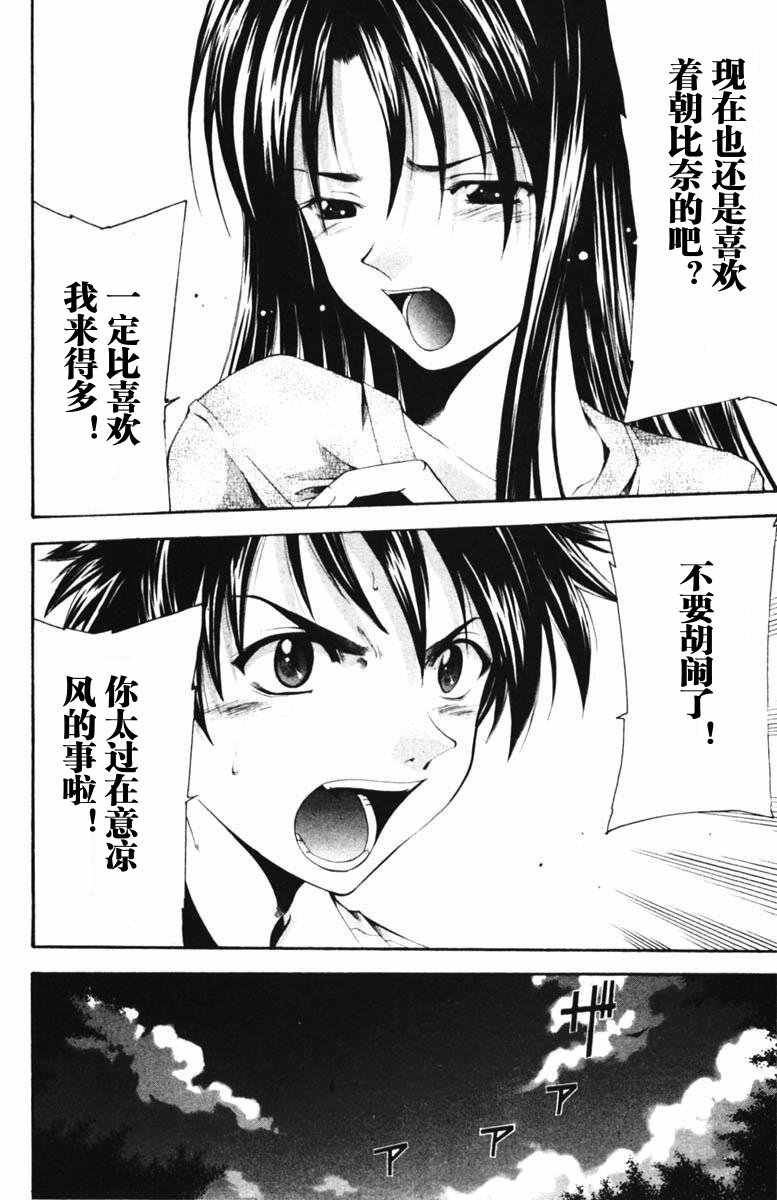 现在也还是喜欢
着朝比奈的吧？
一定比喜欢
我来得多！
不要胡闹了！
你太过在意凉
风的事啦！
ザアアア